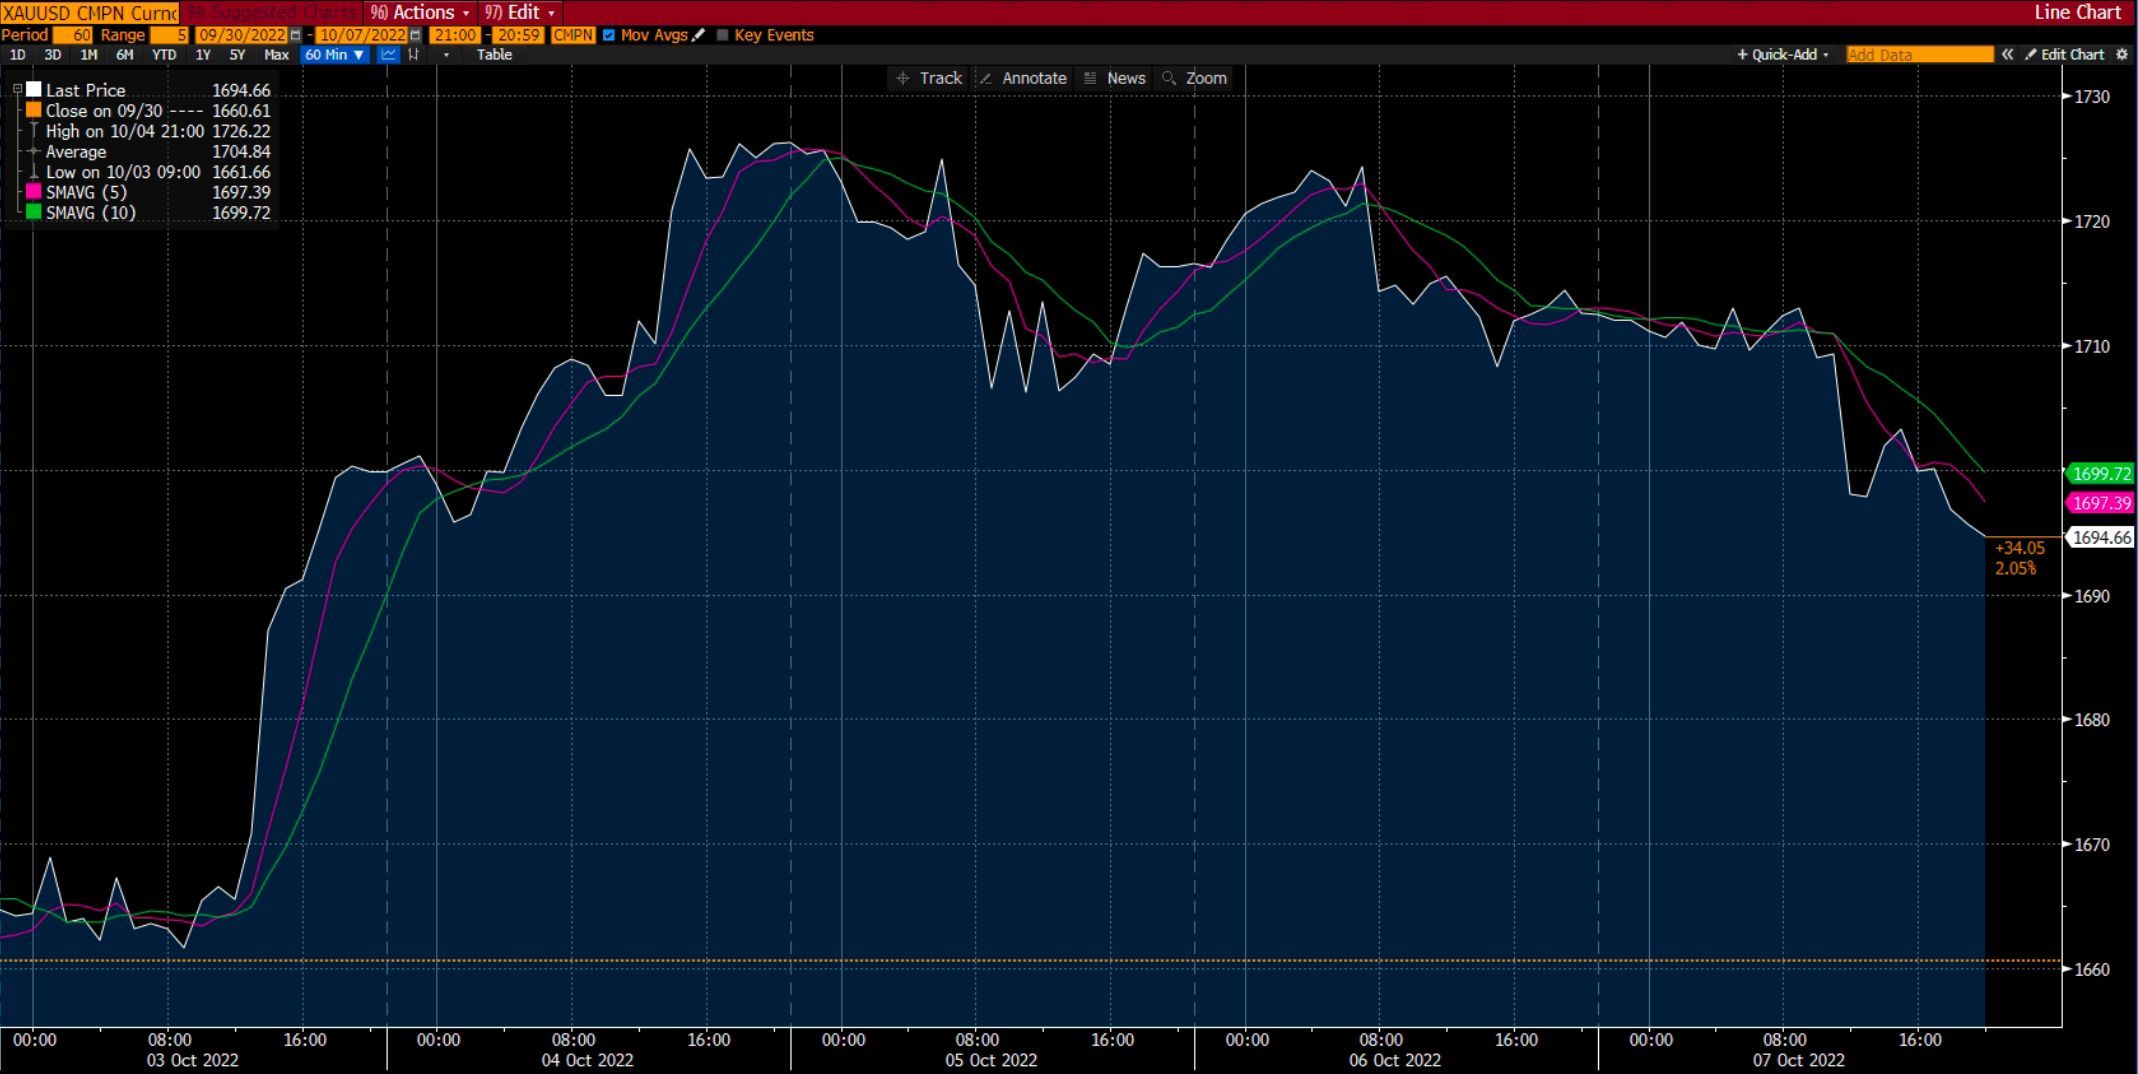 XAUUSD CMPN Curnc 98) Suggested Charts 96) Actions 97) Edit Line Chart
Period 60 Range 5 09/30/2022 - 10/07/2022 21:00 - 20:59 CMPN Mov Avgs Key Events
1D 3D 1M 6M YTD 1Y 5Y Max 60 Min ▼ Table + Quick-Add Add Data « Edit Chart
Track Annotate News Zoom
Last Price 1694.66
Close on 09/30 ---- 1660.61
High on 10/04 21:00 1726.22
Average 1704.84
Low on 10/03 09:00 1661.66
SMAVG (5) 1697.39
SMAVG (10) 1699.72
1730
1720
1710
1699.72
1697.39
1694.66
+34.05
2.05%
1690
1680
1670
1660
00:00 08:00 16:00 00:00 08:00 16:00 00:00 08:00 16:00 00:00 08:00 16:00 00:00 08:00 16:00
03 Oct 2022 04 Oct 2022 05 Oct 2022 06 Oct 2022 07 Oct 2022